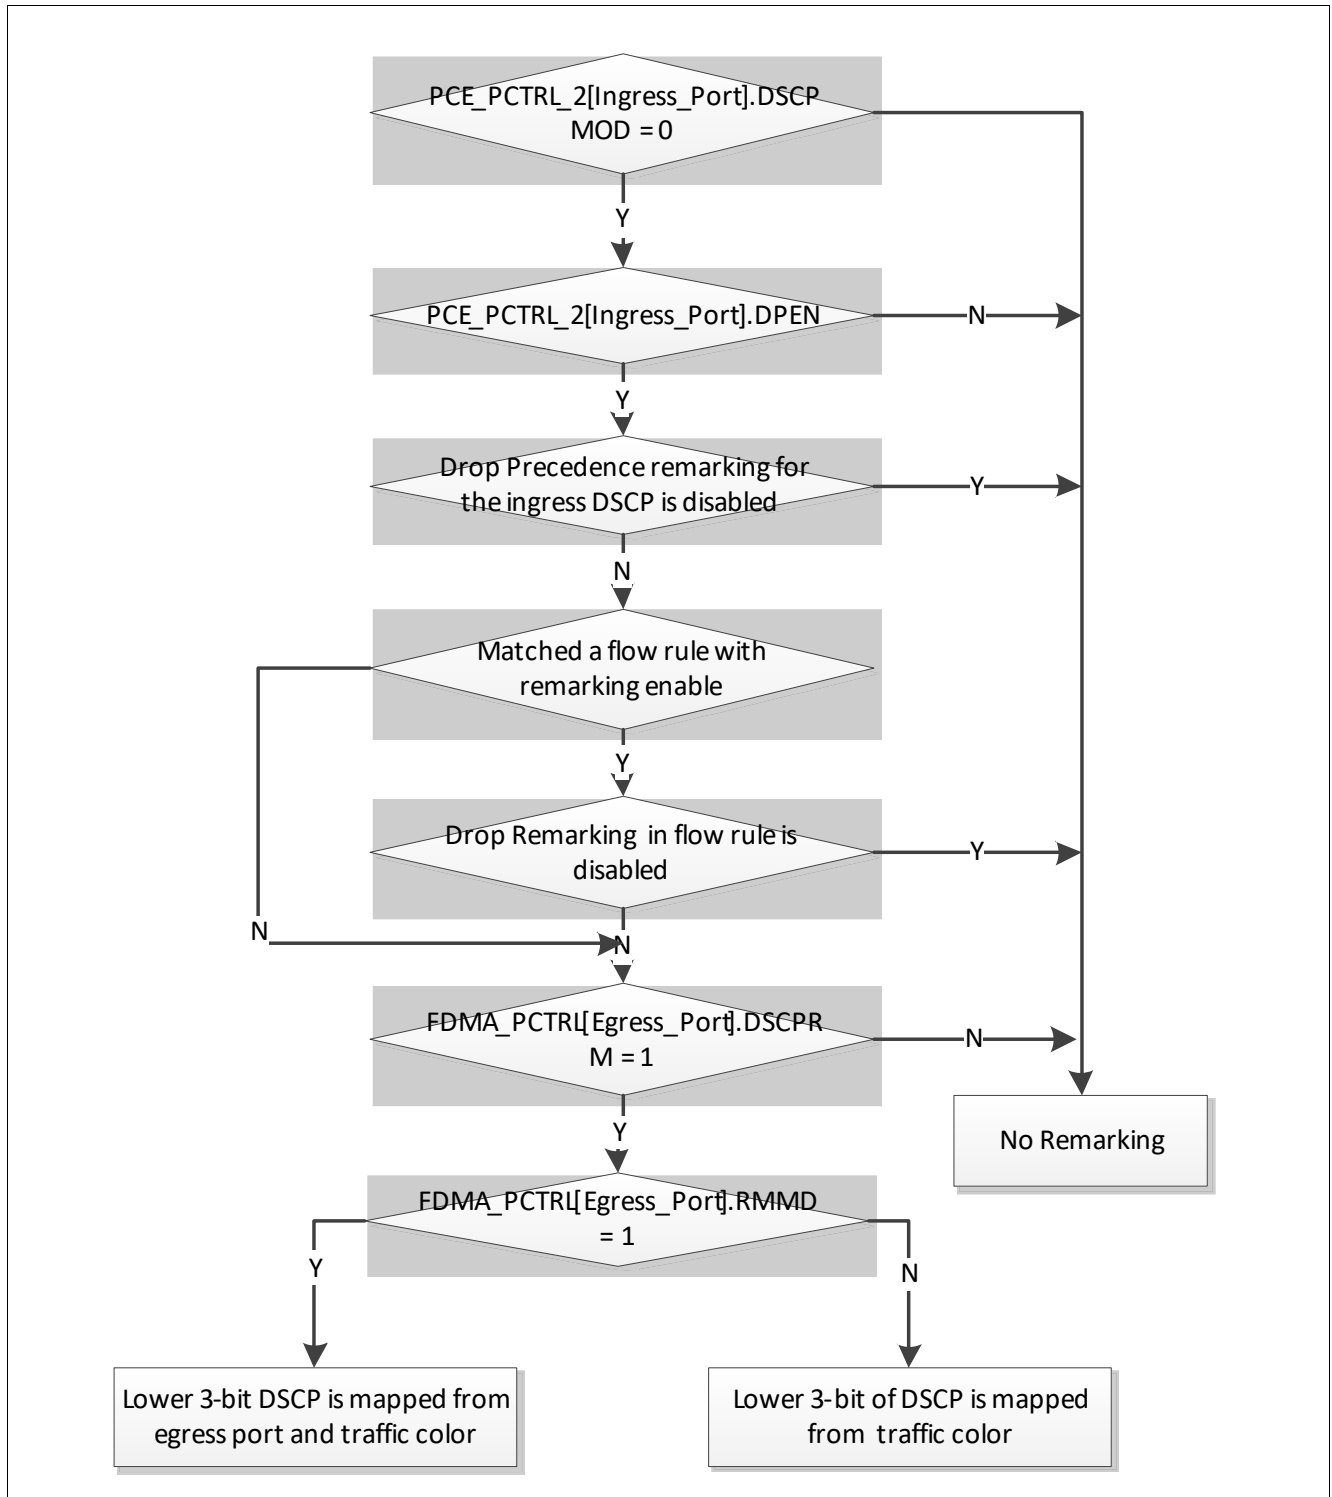 PCE_PCTRL_2[Ingress_Port].DSCP
MOD = 0
Y
PCE_PCTRL_2[Ingress_Port].DPEN
N
Y
Drop Precedence remarking for
the ingress DSCP is disabled
Y
N
Matched a flow rule with
remarking enable
Y
Drop Remarking in flow rule is
disabled
Y
N
N
FDMA_PCTRL[Egress_Port].DSCPR
M = 1
N
Y
No Remarking
FDMA_PCTRL[Egress_Port].RMMD
= 1
Y
N
Lower 3-bit DSCP is mapped from
egress port and traffic color
Lower 3-bit of DSCP is mapped
from traffic color